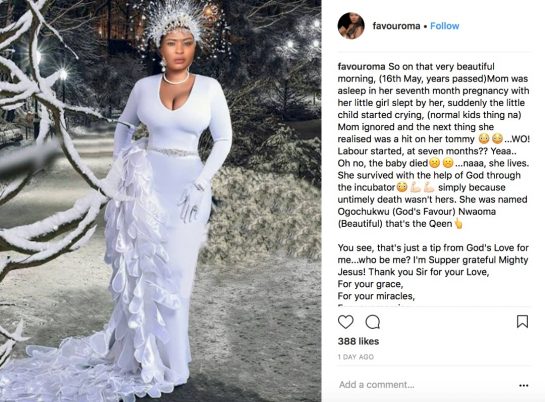 favouroma • Follow
favouroma So on that very beautiful
morning, (16th May, years passed)Mom was
asleep in her seventh month pregnancy with
her little girl slept by her, suddenly the little
child started crying, (normal kids thing na)
Mom ignored and the next thing she
realised was a hit on her tommy 😳😳...WO!
Labour started, at seven months?? Yeaa..
Oh no, the baby died😕😕...naaa, she lives.
She survived with the help of God through
the incubator😳💪🏻💪🏻 simply because
untimely death wasn't hers. She was named
Ogochukwu (God's Favour) Nwaoma
(Beautiful) that's the Qeen👆
You see, that's just a tip from God's Love for
me...who be me? I'm Supper grateful Mighty
Jesus! Thank you Sir for your Love,
For your grace,
For your miracles,
388 likes
1 DAY AGO
Add a comment...